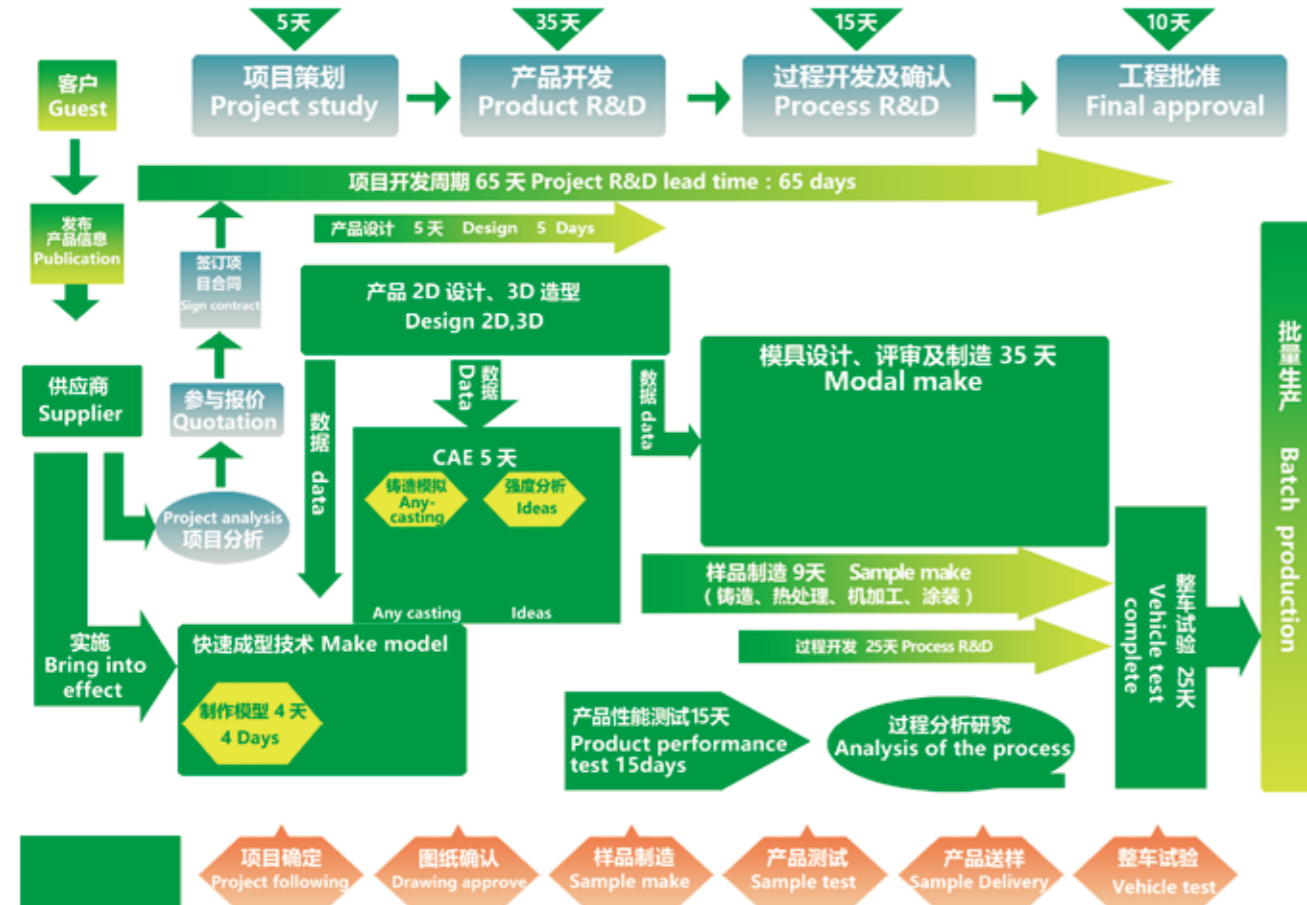 5天
35天
15天
10天
客户
Guest
项目策划
Project study
产品开发
Product R&D
过程开发及确认
Process R&D
工程批准
Final approval
项目开发周期 65 天 Project R&D lead time : 65 days
发布
产品信息
Publication
产品设计 5 天 Design 5 Days
签订项
目合同
Sign contract
产品 2D 设计、3D 造型
Design 2D,3D
供应商
Supplier
参与报价
Quotation
数据 data
数据
Data
数据 data
模具设计、评审及制造 35 天
Modal make
CAE 5 天
铸造模拟
Any-
casting
强度分析
Ideas
Any casting
Ideas
Project analysis
项目分析
样品制造 9天 Sample make
(铸造、热处理、机加工、涂装)
过程开发 25天 Process R&D
实施
Bring into
effect
快速成型技术 Make model
制作模型 4 天
4 Days
产品性能测试15天
Product performance
test 15days
过程分析研究
Analysis of the process
整车试验 25天
Vehicle test
complete
批量生产 Batch production
项目确定
Project following
图纸确认
Drawing approve
样品制造
Sample make
产品测试
Sample test
产品送样
Sample Delivery
整车试验
Vehicle test